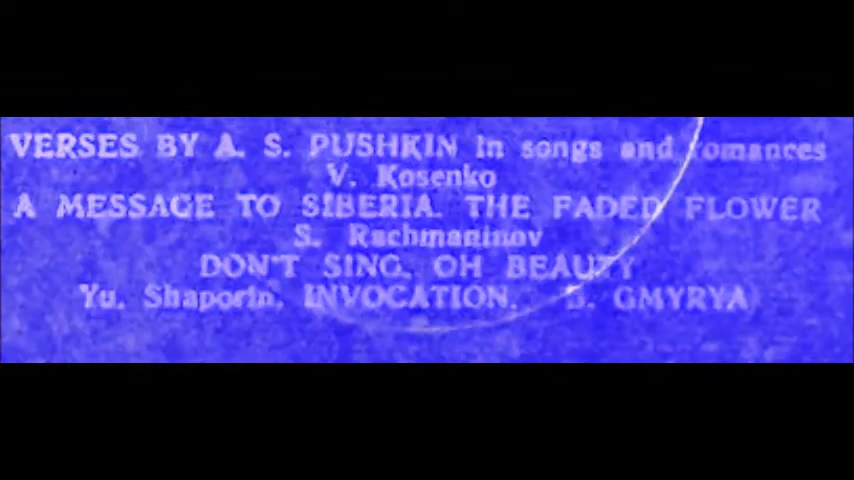 VERSES BY A. S. PUSHKIN in songs and romances
V. Kosenko
A MESSAGE TO SIBERIA. THE FADED FLOWER
S. Rachmaninov
DON'T SING, OH BEAUTY
Yu. Shaporin. INVOCATION. B. GMYRYA